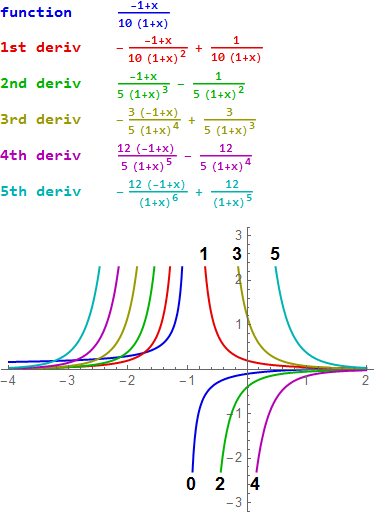 function (-1+x)/(10 (1+x))
1st deriv - (-1+x)/(10 (1+x)^2) + 1/(10 (1+x))
2nd deriv (-1+x)/(5 (1+x)^3) - 1/(5 (1+x)^2)
3rd deriv - (3 (-1+x))/(5 (1+x)^4) + 3/(5 (1+x)^3)
4th deriv (12 (-1+x))/(5 (1+x)^5) - 12/(5 (1+x)^4)
5th deriv - (12 (-1+x))/((1+x)^6) + 12/((1+x)^5)
3
1 3 5
2
1
-4 -3 -2 -1 1 2
-1
-2
0 2 4
-3